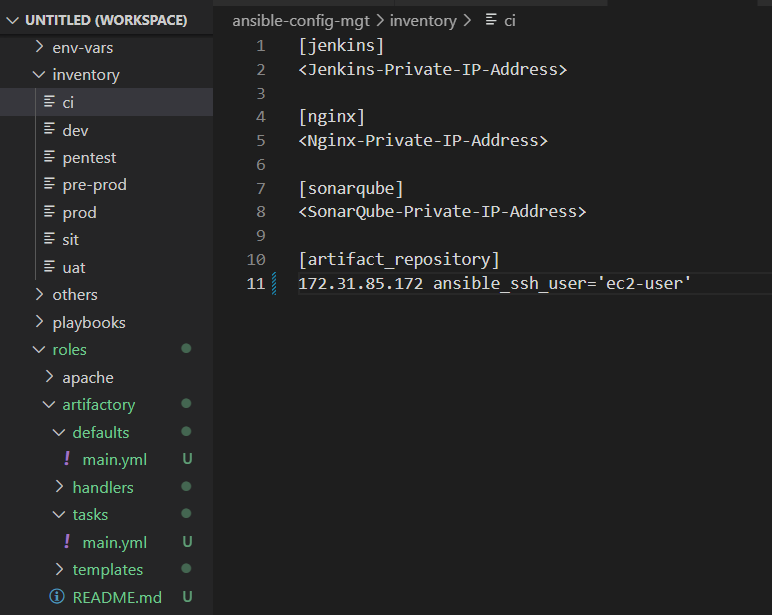 UNTITLED (WORKSPACE)
env-vars
inventory
ci
dev
pentest
pre-prod
prod
sit
uat
others
playbooks
roles
apache
artifactory
defaults
! main.yml U
handlers
tasks
! main.yml U
templates
README.md U
ansible-config-mgt > inventory > ci
1 [jenkins]
2 <Jenkins-Private-IP-Address>
3
4 [nginx]
5 <Nginx-Private-IP-Address>
6
7 [sonarqube]
8 <SonarQube-Private-IP-Address>
9
10 [artifact_repository]
11 172.31.85.172 ansible_ssh_user='ec2-user'